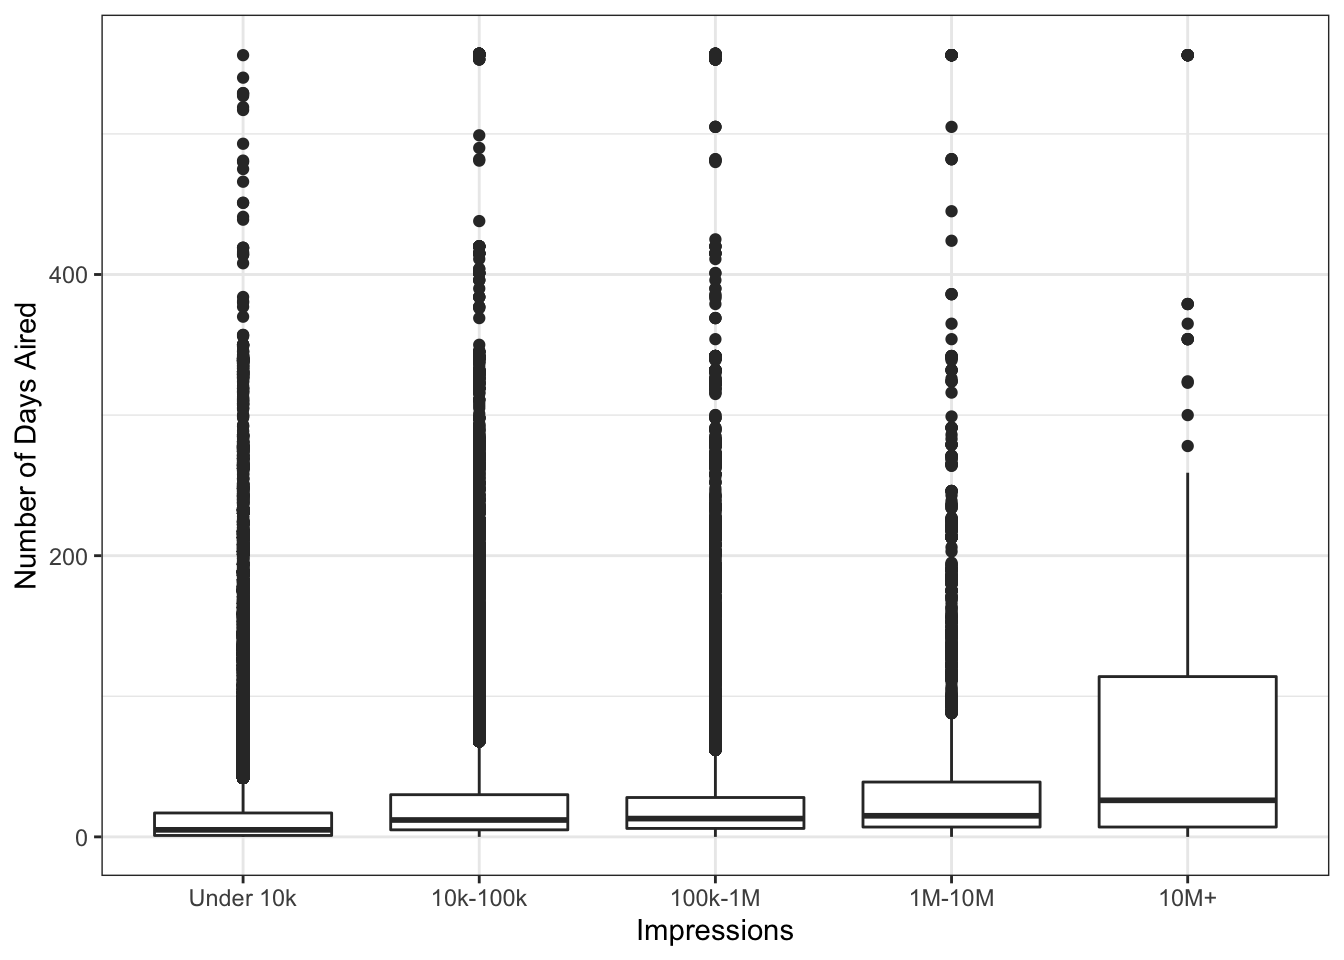 Number of Days Aired
400
200
0
Under 10k 10k-100k 100k-1M 1M-10M 10M+
Impressions